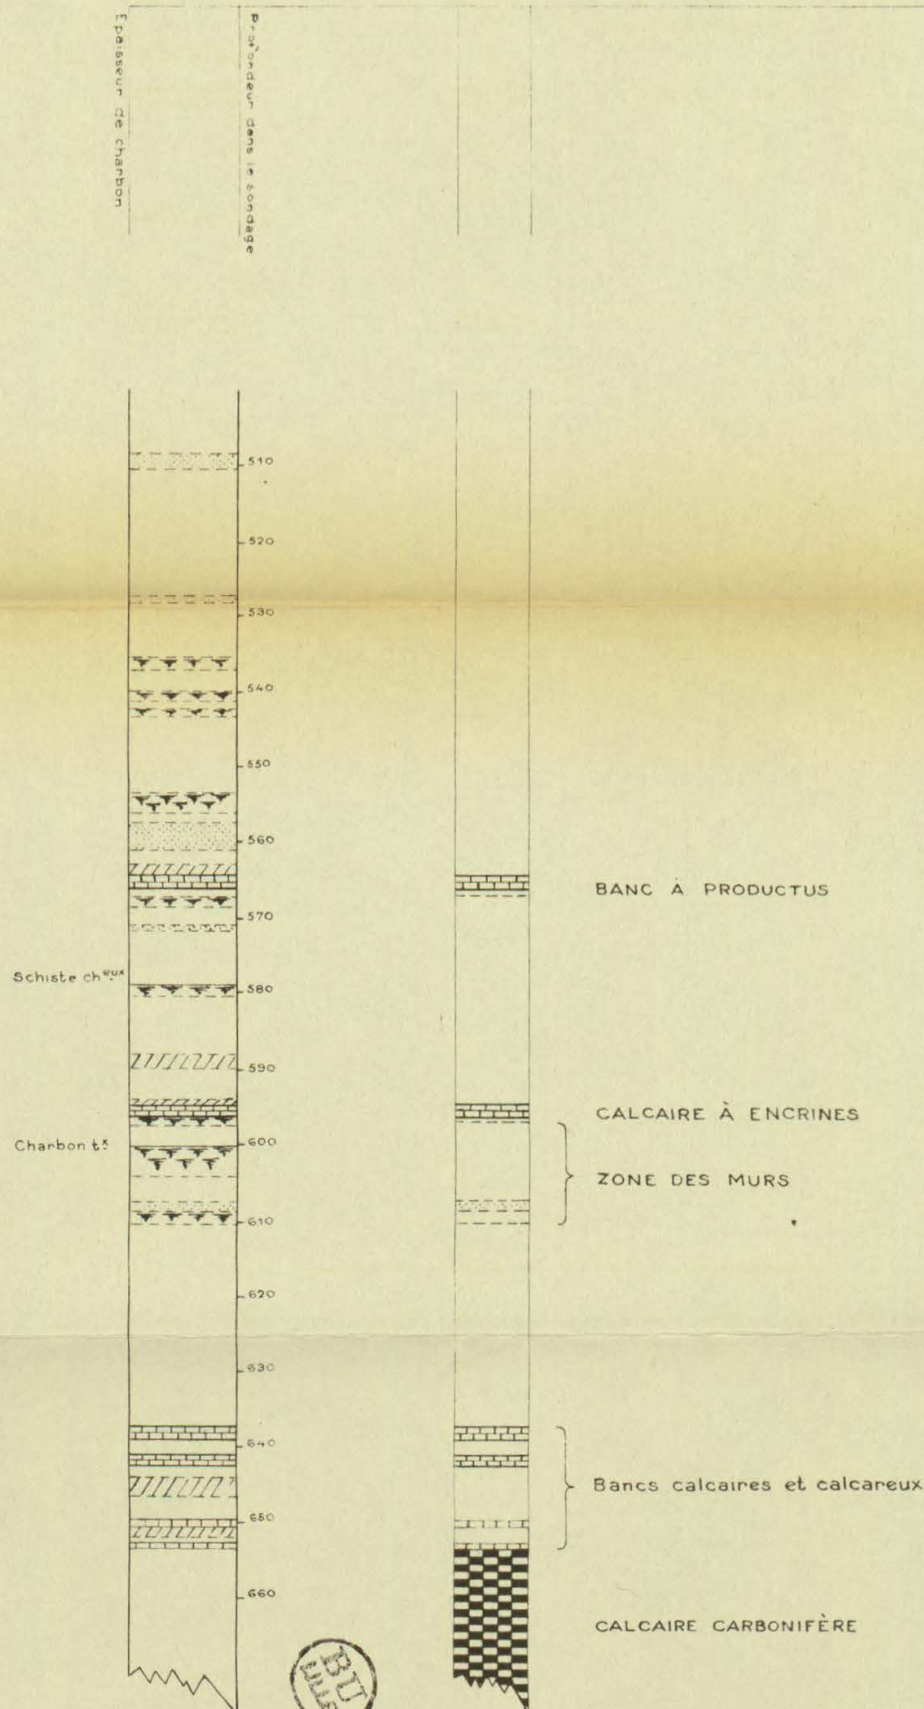 Epaisseur de charbon
Profondeur dans le sondage
510
520
530
540
550
560
BANC À PRODUCTUS
570
Schiste ch^eux
580
590
CALCAIRE À ENCRINES
Charbon t^x
600
ZONE DES MURS
610
620
630
640
Bancs calcaires et calcareux
650
660
CALCAIRE CARBONIFÈRE
BU